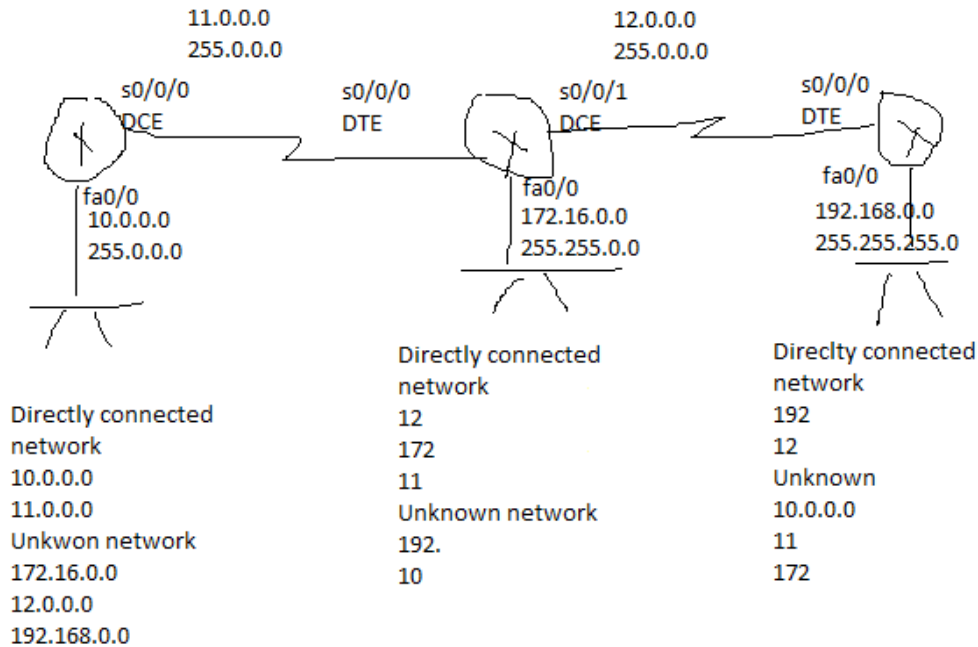 11.0.0.0
255.0.0.0
12.0.0.0
255.0.0.0
s0/0/0
DCE
s0/0/0
DTE
s0/0/1
DCE
s0/0/0
DTE
fa0/0
10.0.0.0
255.0.0.0
fa0/0
172.16.0.0
255.255.0.0
fa0/0
192.168.0.0
255.255.255.0
Directly connected
network
10.0.0.0
11.0.0.0
Unkwon network
172.16.0.0
12.0.0.0
192.168.0.0
Directly connected
network
12
172
11
Unknown network
192.
10
Direclty connected
network
192
12
Unknown
10.0.0.0
11
172